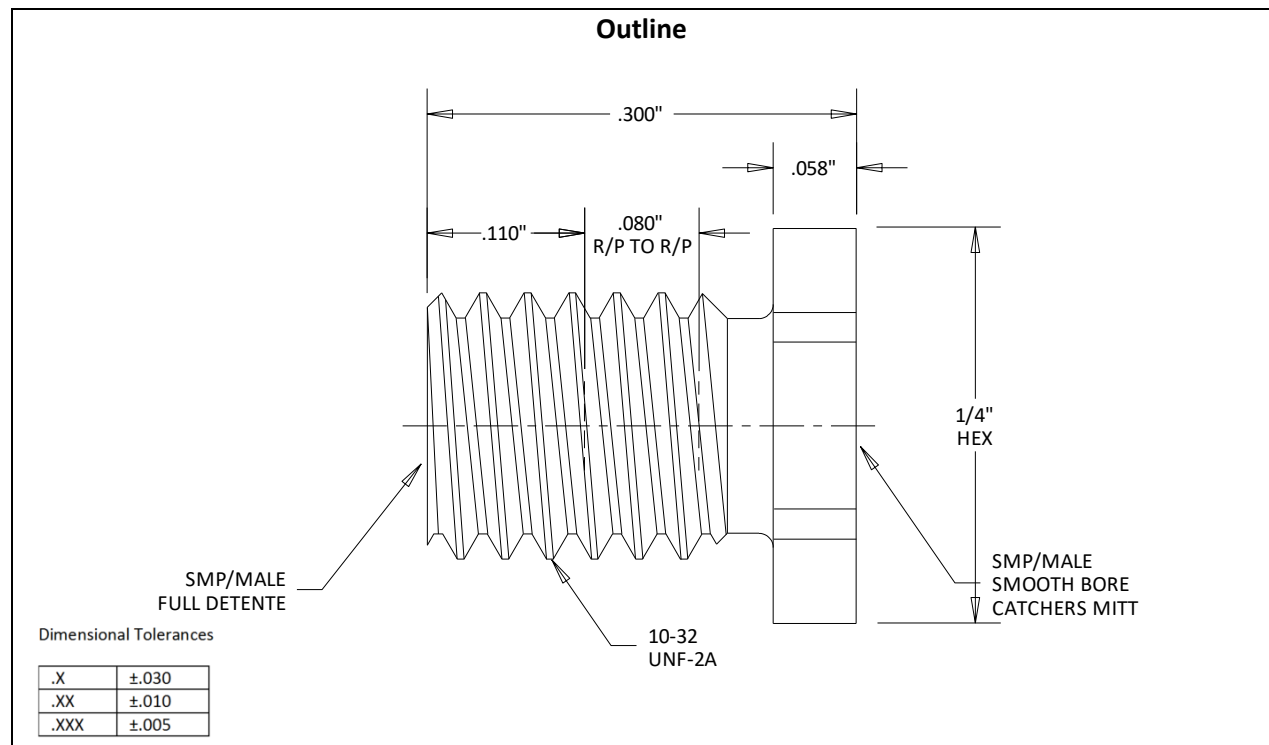 Outline
.300"
.058"
.110"
.080"
R/P TO R/P
1/4"
HEX
SMP/MALE
FULL DETENTE
SMP/MALE
SMOOTH BORE
CATCHERS MITT
10-32
UNF-2A
Dimensional Tolerances
.X ±.030
.XX ±.010
.XXX ±.005